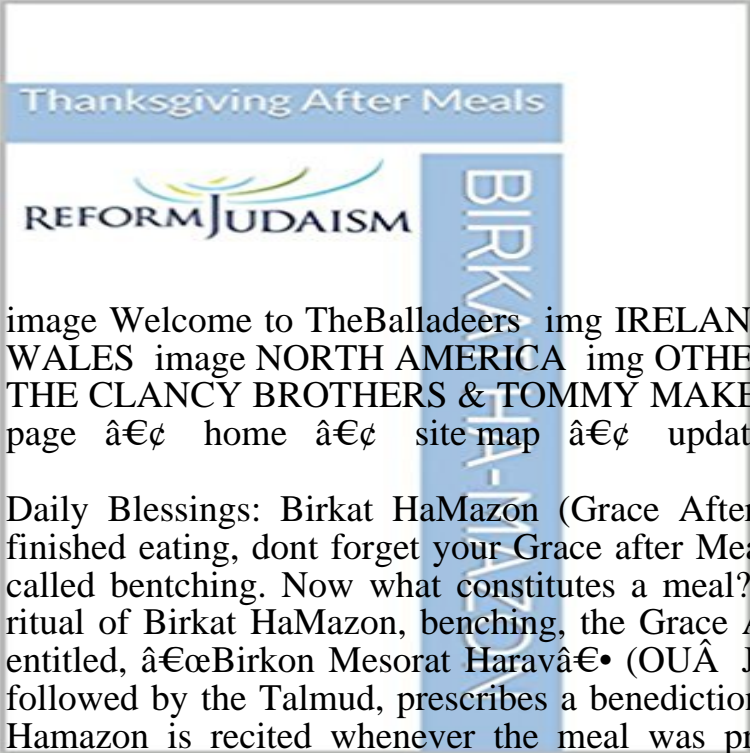 Thanksgiving After Meals
REFORMJUDAISM
BIRKAT HA-MAZON
image Welcome to TheBalladeers img IRELAN
WALES image NORTH AMERICA img OTHE
THE CLANCY BROTHERS & TOMMY MAKE
page â€¢ home â€¢ site map â€¢ updat
Daily Blessings: Birkat HaMazon (Grace After
finished eating, dont forget your Grace after Mea
called bentching. Now what constitutes a meal?
ritual of Birkat HaMazon, benching, the Grace A
entitled, â€œBirkon Mesorat Haravâ€• (OUÂ J
followed by the Talmud, prescribes a benediction
Hamazon is recited whenever the meal was pr